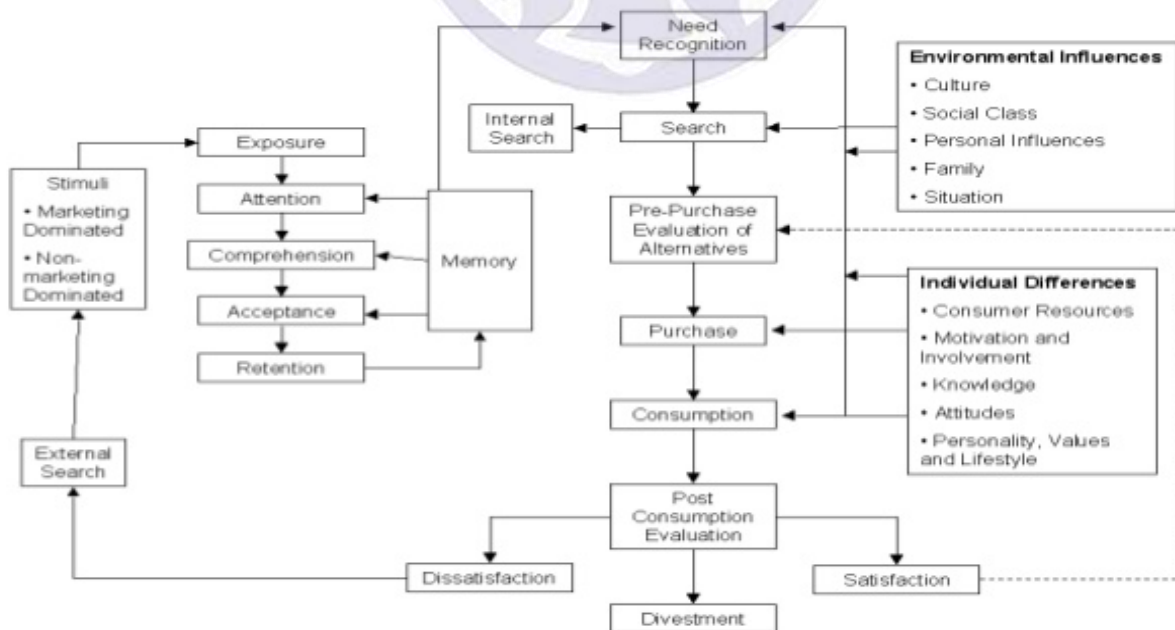 Need
Recognition
Internal
Search
Search
Exposure
Stimuli
• Marketing
Dominated
• Non-
marketing
Dominated
Attention
Comprehension
Acceptance
Retention
Memory
Pre-Purchase
Evaluation of
Alternatives
Purchase
Consumption
Environmental Influences
• Culture
• Social Class
• Personal Influences
• Family
• Situation
Individual Differences
• Consumer Resources
• Motivation and
Involvement
• Knowledge
• Attitudes
• Personality, Values
and Lifestyle
External
Search
Post
Consumption
Evaluation
Dissatisfaction
Satisfaction
Divestment